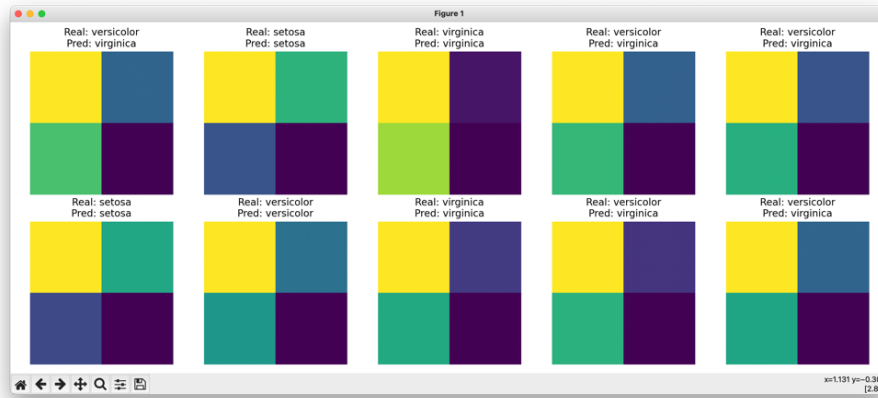 Figure 1
Real: versicolor
Pred: virginica
Real: setosa
Pred: setosa
Real: virginica
Pred: virginica
Real: versicolor
Pred: virginica
Real: versicolor
Pred: virginica
Real: setosa
Pred: setosa
Real: versicolor
Pred: versicolor
Real: virginica
Pred: virginica
Real: versicolor
Pred: virginica
Real: versicolor
Pred: virginica
x=1.131 y=−0.30
[2.8